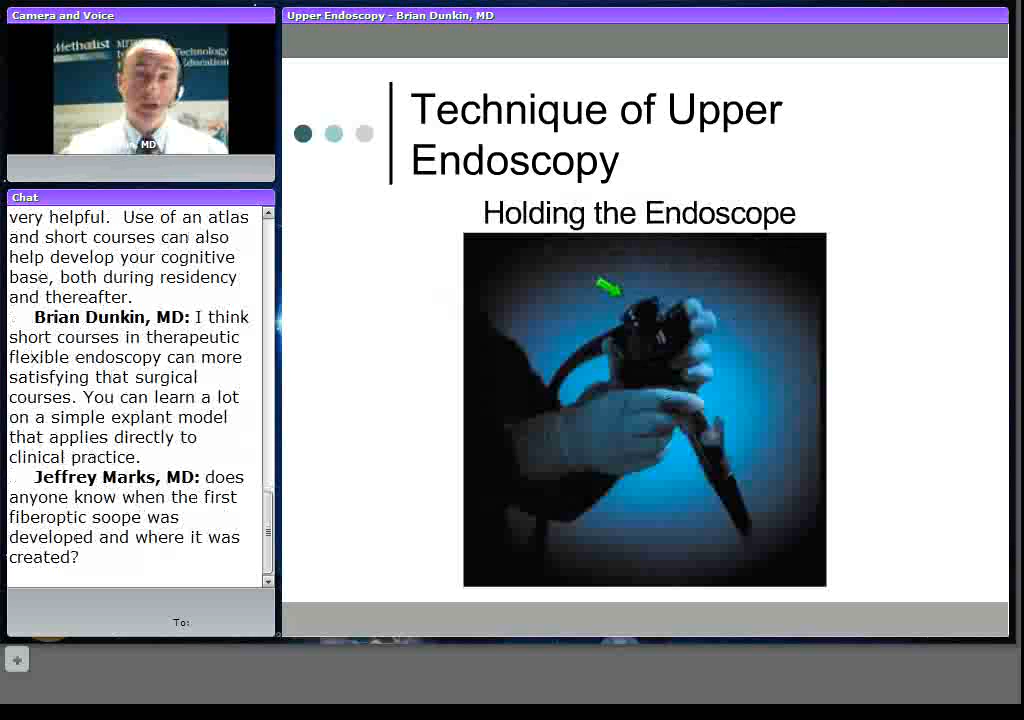 Camera and Voice
Methodist
Technology
Education
MD
Chat
very helpful. Use of an atlas
and short courses can also
help develop your cognitive
base, both during residency
and thereafter.
Brian Dunkin, MD: I think
short courses in therapeutic
flexible endoscopy can more
satisfying that surgical
courses. You can learn a lot
on a simple explant model
that applies directly to
clinical practice.
Jeffrey Marks, MD: does
anyone know when the first
fiberoptic soope was
developed and where it was
created?
To:
Upper Endoscopy - Brian Dunkin, MD
Technique of Upper
Endoscopy
Holding the Endoscope